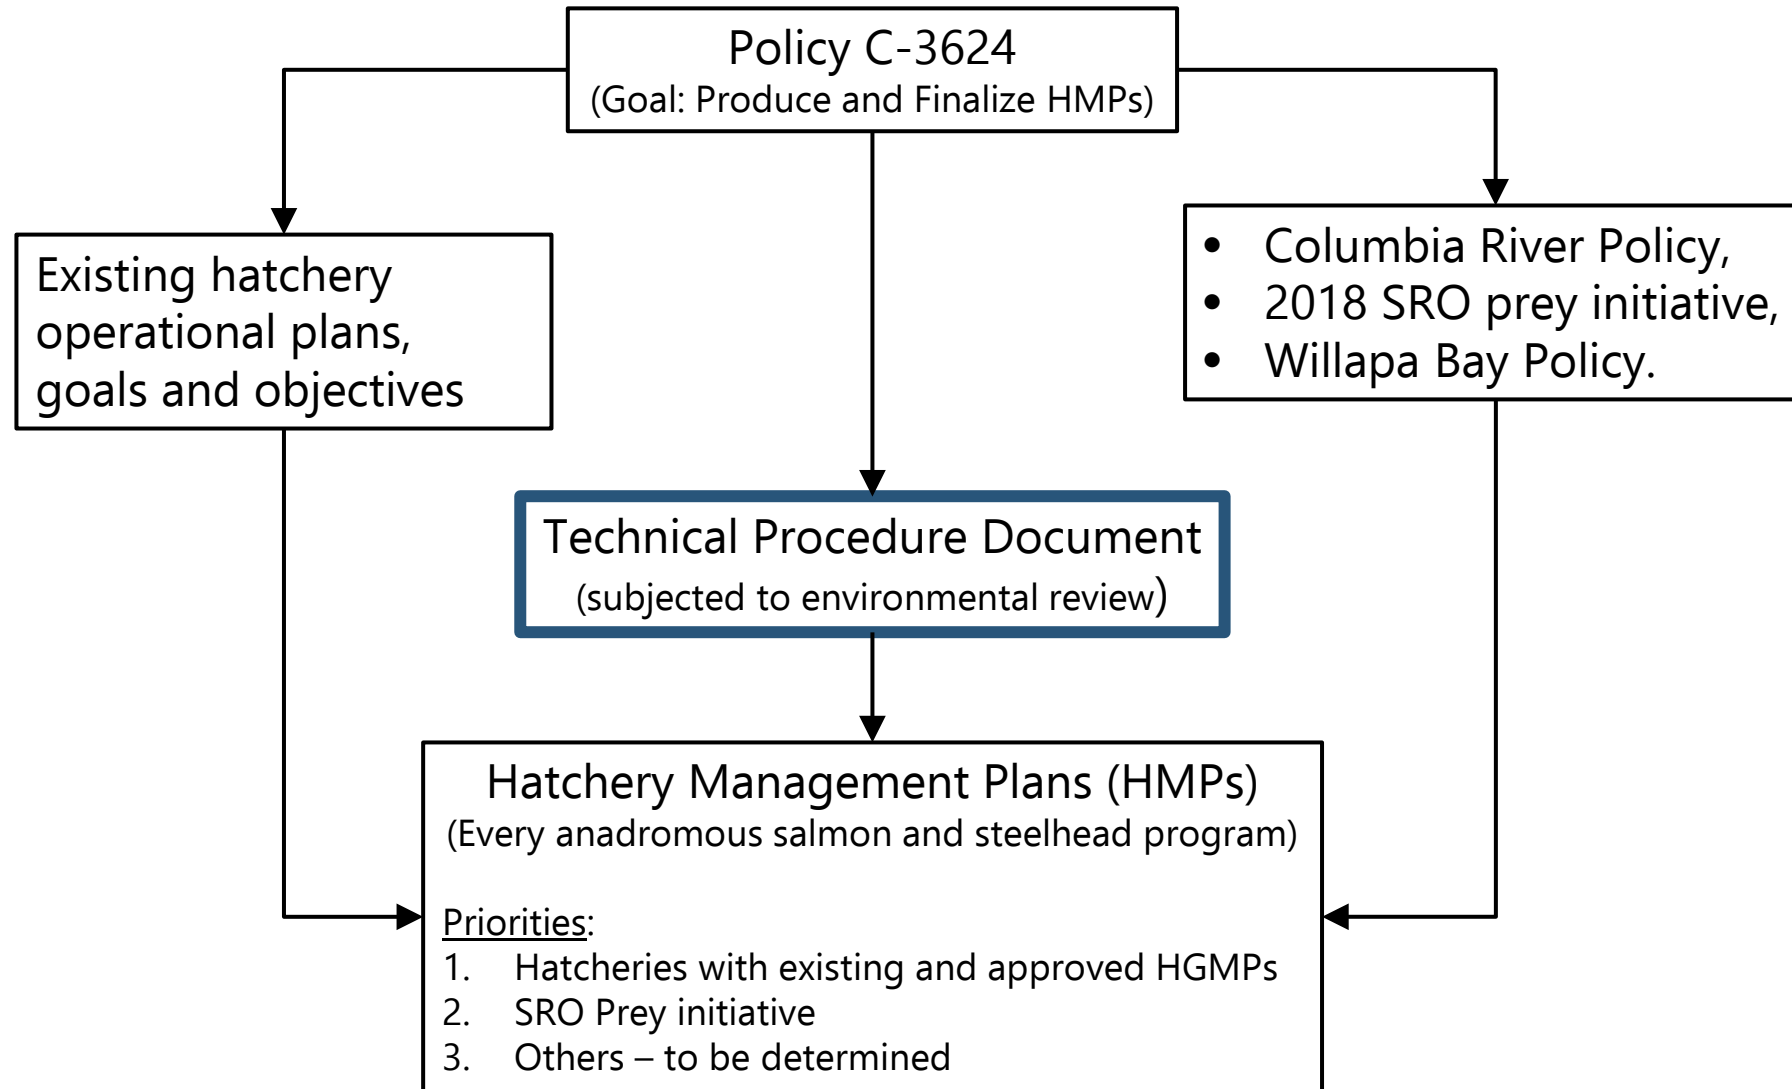 Policy C-3624
(Goal: Produce and Finalize HMPs)
Existing hatchery
operational plans,
goals and objectives
• Columbia River Policy,
• 2018 SRO prey initiative,
• Willapa Bay Policy.
Technical Procedure Document
(subjected to environmental review)
Hatchery Management Plans (HMPs)
(Every anadromous salmon and steelhead program)
Priorities:
1. Hatcheries with existing and approved HGMPs
2. SRO Prey initiative
3. Others – to be determined